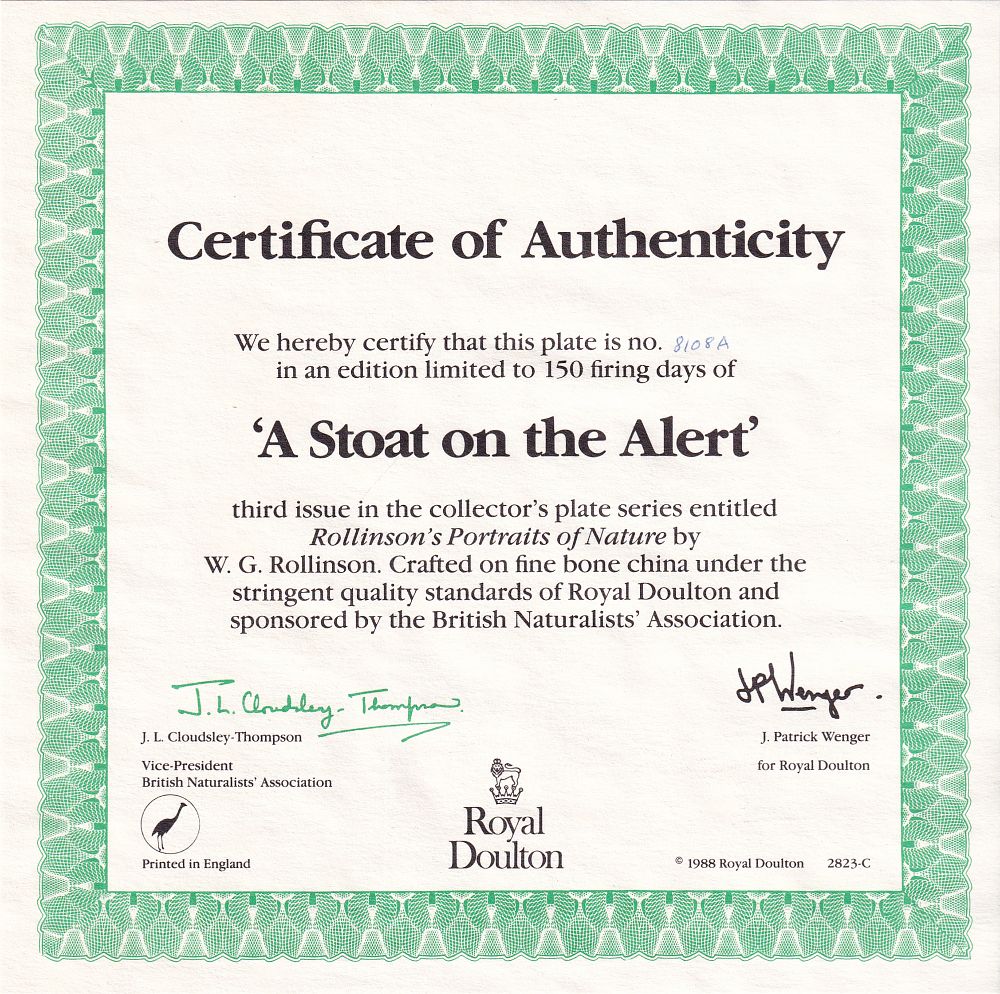 Certificate of Authenticity
We hereby certify that this plate is no. 8108A
in an edition limited to 150 firing days of
‘A Stoat on the Alert’
third issue in the collector’s plate series entitled
Rollinson’s Portraits of Nature by
W. G. Rollinson. Crafted on fine bone china under the
stringent quality standards of Royal Doulton and
sponsored by the British Naturalists’ Association.
J. L. Cloudsley-Thompson.
J. L. Cloudsley-Thompson
Vice-President
British Naturalists’ Association
Printed in England
Royal
Doulton
JPWenger.
J. Patrick Wenger
for Royal Doulton
© 1988 Royal Doulton 2823-C